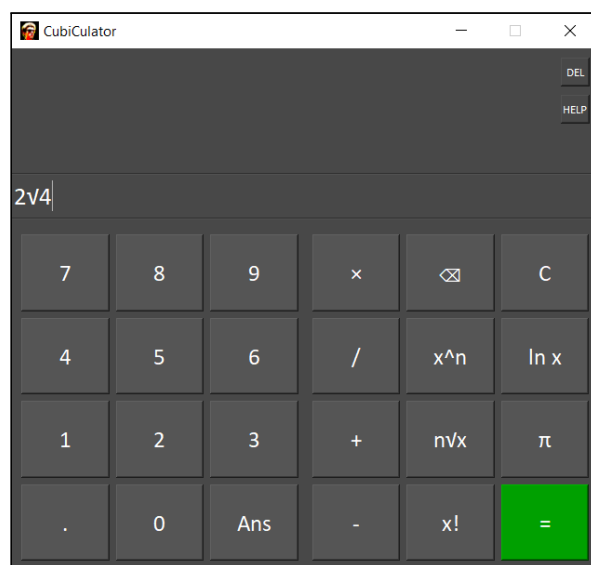 CubiCulator
DEL
HELP
2√4
7 8 9 × ⌫ C
4 5 6 / x^n ln x
1 2 3 + n√x π
. 0 Ans - x! =